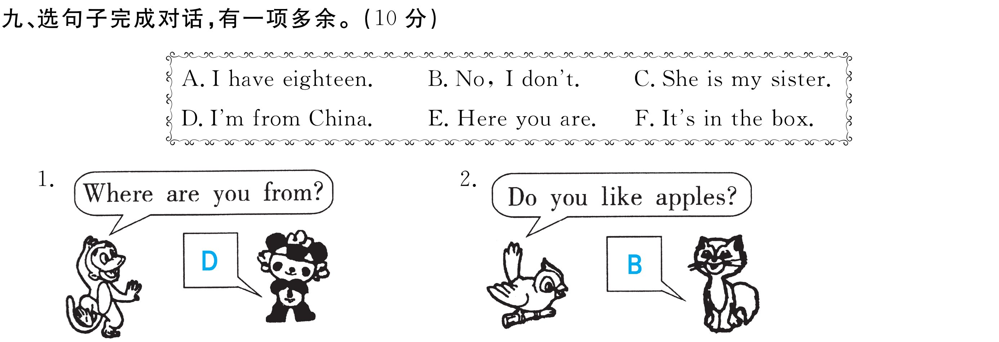 九、选句子完成对话,有一项多余。(10 分)
A. I have eighteen. B. No, I don't. C. She is my sister.
D. I'm from China. E. Here you are. F. It's in the box.
1. Where are you from? 2. Do you like apples?
D B